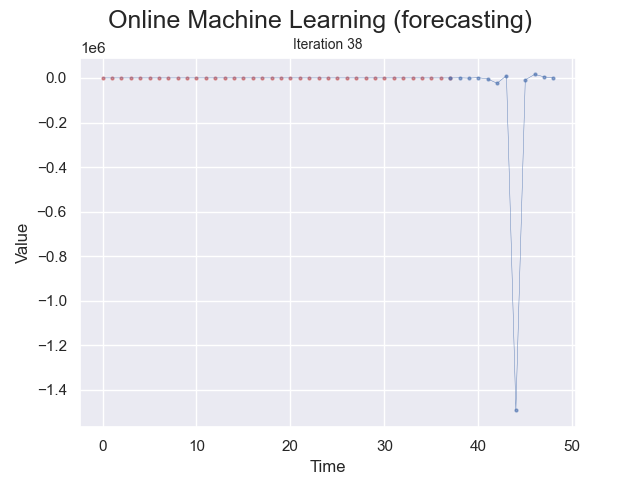 Online Machine Learning (forecasting)
Iteration 38
1e6
0.0
−0.2
−0.4
−0.6
−0.8
−1.0
−1.2
−1.4
Value
0 10 20 30 40 50
Time